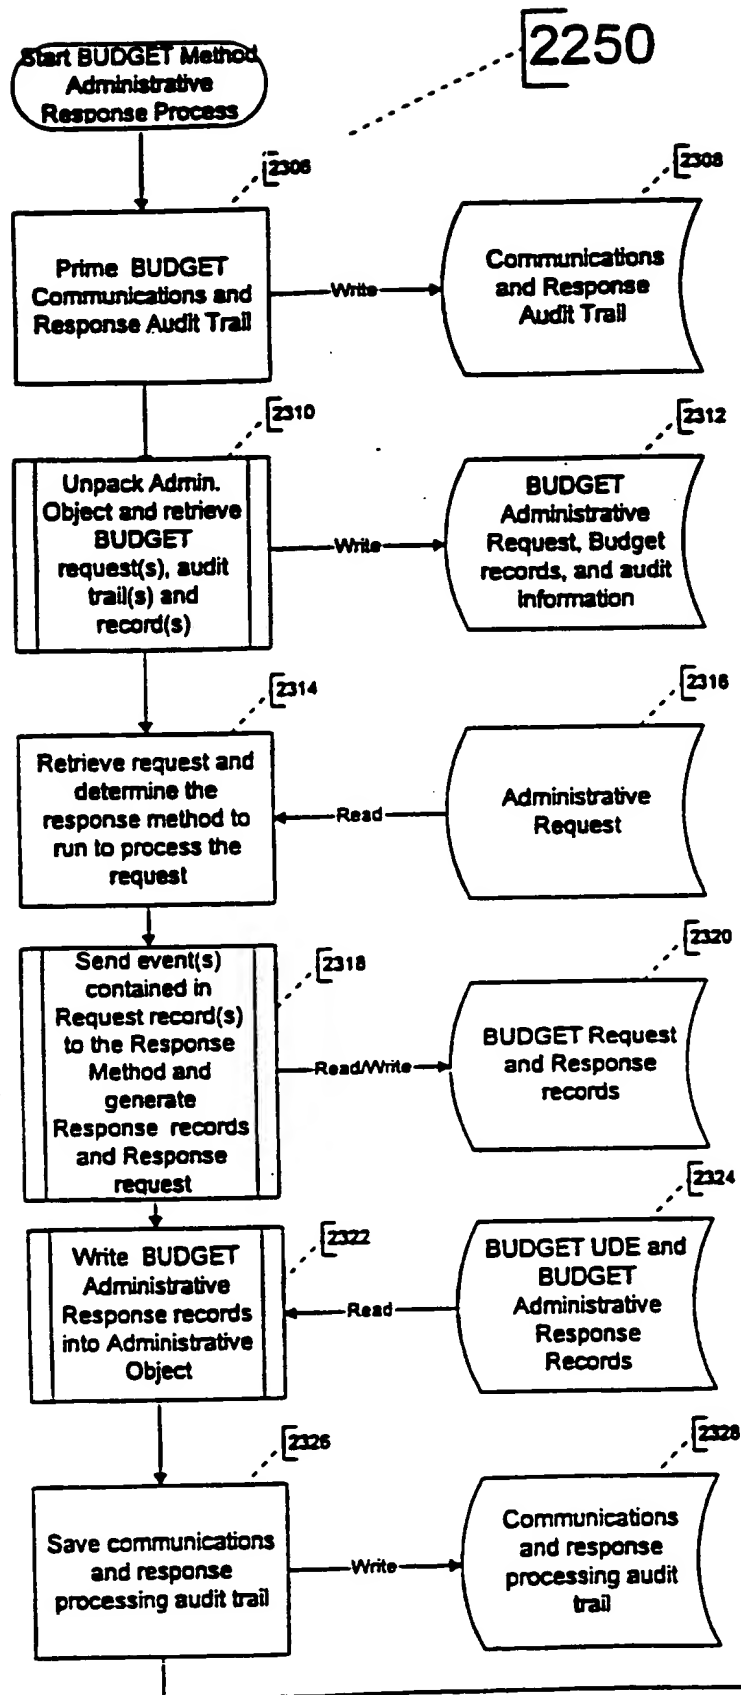 Start BUDGET Method
Administrative
Response Process
2250
2306
Prime BUDGET
Communications and
Response Audit Trail
Write
2308
Communications
and Response
Audit Trail
2310
Unpack Admin.
Object and retrieve
BUDGET
request(s), audit
trail(s) and
record(s)
Write
2312
BUDGET
Administrative
Request, Budget
records, and audit
Information
2314
Retrieve request and
determine the
response method to
run to process the
request
Read
2316
Administrative
Request
2318
Send event(s)
contained in
Request record(s)
to the Response
Method and
generate
Response records
and Response
request
Read/Write
2320
BUDGET Request
and Response
records
2322
Write BUDGET
Administrative
Response records
into Administrative
Object
Read
2324
BUDGET UDE and
BUDGET
Administrative
Response
Records
2326
Save communications
and response
processing audit trail
Write
2328
Communications
and response
processing audit
trail